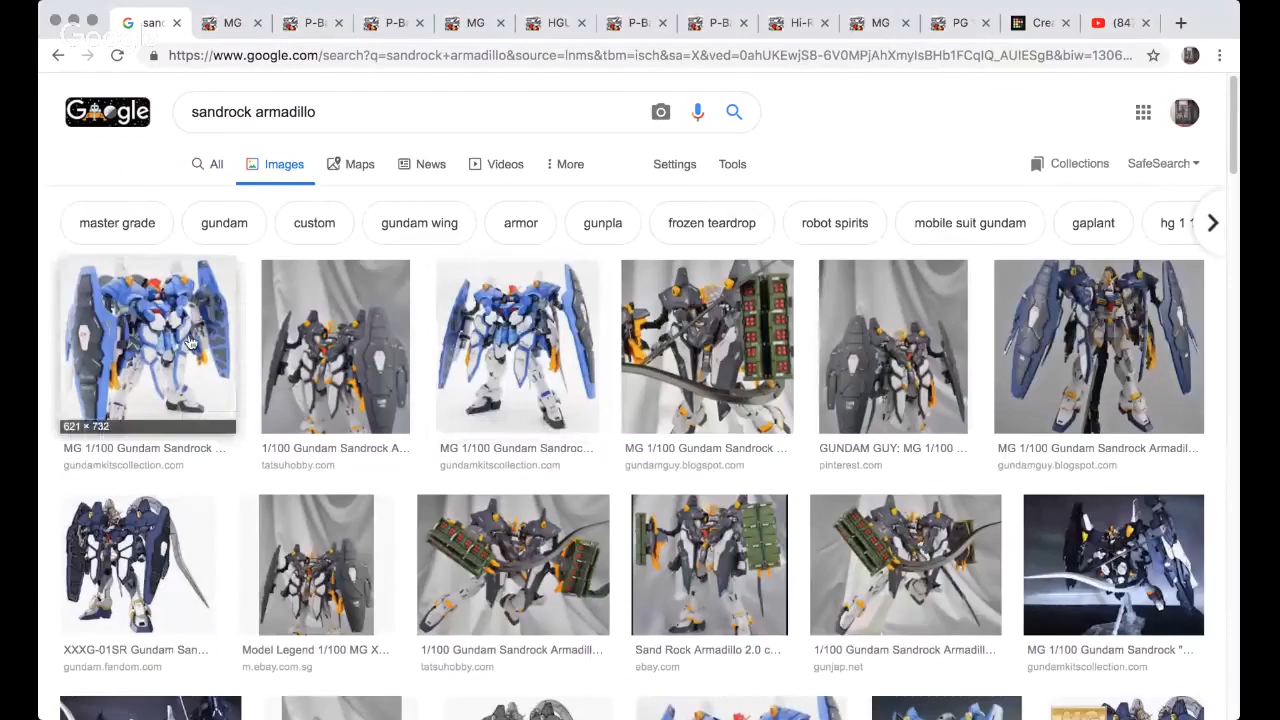 sand
MG
P-Ba
P-Ba
MG
HGU
P-Ba
P-Ba
Hi-R
MG
PG
Crea
(84
https://www.google.com/search?q=sandrock+armadillo&source=lnms&tbm=isch&sa=X&ved=0ahUKEwjS8-6V0MPjAhXmyIsBHb1FCqIQ_AUIESgB&biw=1306...
Google
sandrock armadillo
All
Images
Maps
News
Videos
More
Settings
Tools
Collections
SafeSearch
master grade
gundam
custom
gundam wing
armor
gunpla
frozen teardrop
robot spirits
mobile suit gundam
gaplant
hg 1 1
621 × 732
MG 1/100 Gundam Sandrock ...
gundamkitscollection.com
1/100 Gundam Sandrock A...
tatsuhobby.com
MG 1/100 Gundam Sandroc...
gundamkitscollection.com
MG 1/100 Gundam Sandrock ...
gundamguy.blogspot.com
GUNDAM GUY: MG 1/100 ...
pinterest.com
MG 1/100 Gundam Sandrock Armadil...
gundamguy.blogspot.com
XXXG-01SR Gundam San...
gundam.fandom.com
Model Legend 1/100 MG X...
m.ebay.com.sg
1/100 Gundam Sandrock Armadill...
tatsuhobby.com
Sand Rock Armadillo 2.0 c...
ebay.com
1/100 Gundam Sandrock Armadill...
gunjap.net
MG 1/100 Gundam Sandrock "...
gundamkitscollection.com